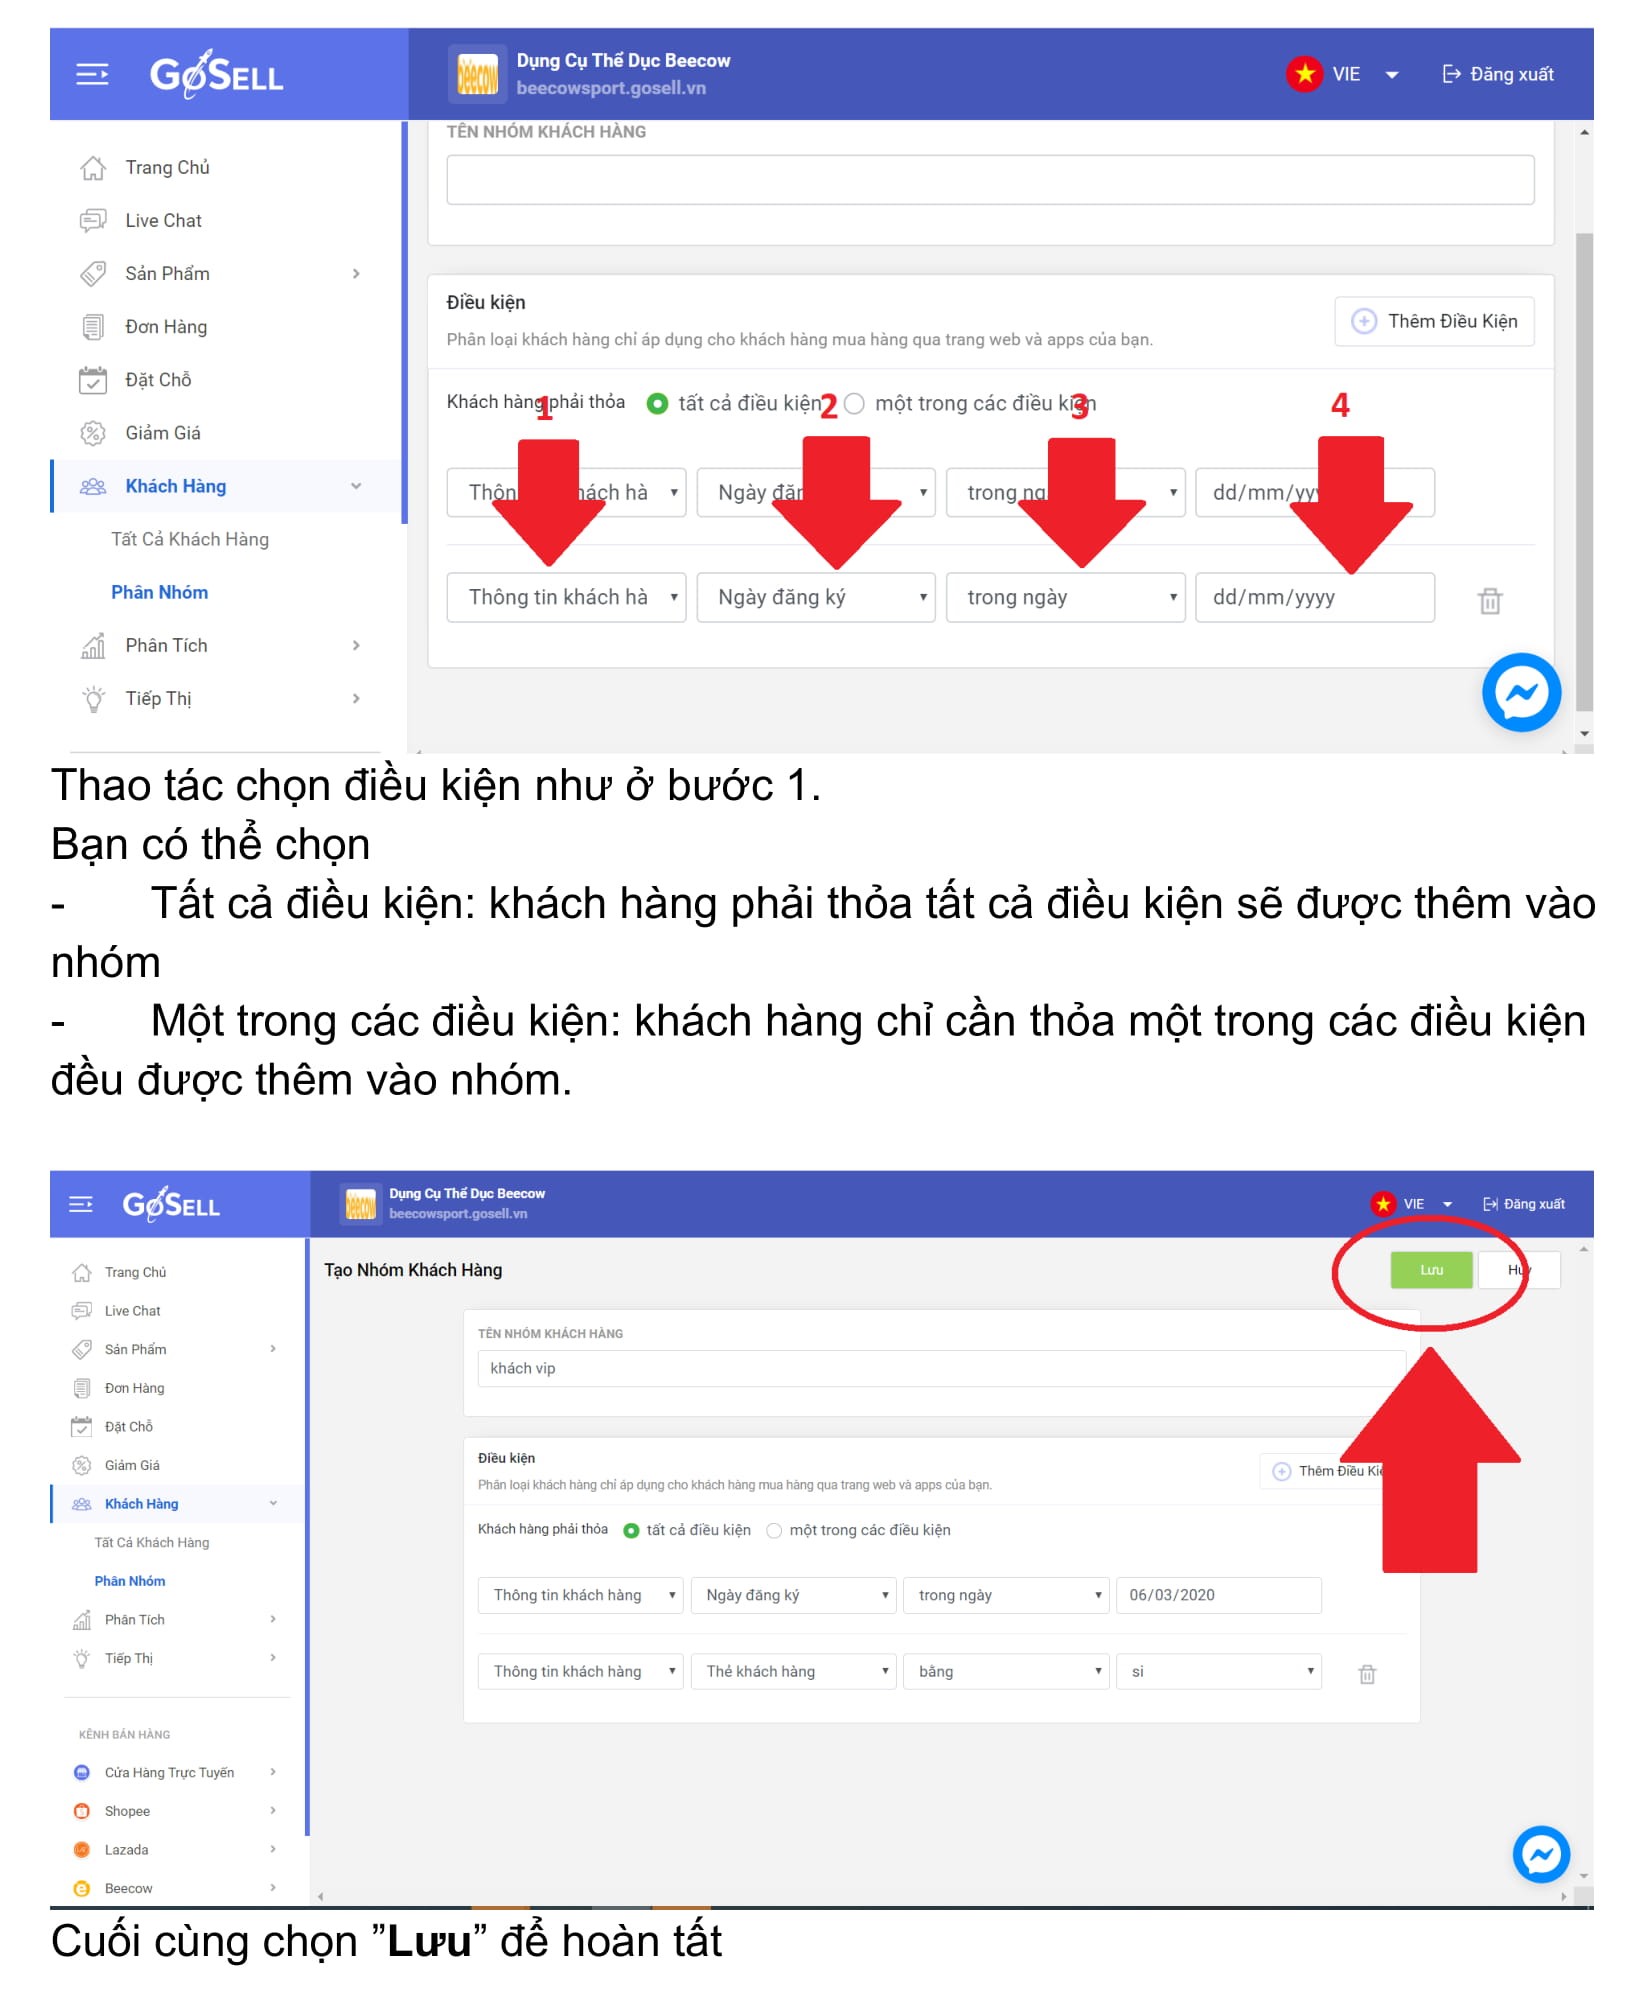 GoSELL
Dụng Cụ Thể Dục Beecow
beecowsport.gosell.vn
VIE
Đăng xuất
Trang Chủ
Live Chat
Sản Phẩm
Đơn Hàng
Đặt Chỗ
Giảm Giá
Khách Hàng
Tất Cả Khách Hàng
Phân Nhóm
Phân Tích
Tiếp Thị
TÊN NHÓM KHÁCH HÀNG
Điều kiện
Phân loại khách hàng chỉ áp dụng cho khách hàng mua hàng qua trang web và apps của bạn.
Thêm Điều Kiện
Khách hàng phải thỏa tất cả điều kiện một trong các điều kiện
1 2 3 4
dd/mm/yyyy
Thông tin khách hà Ngày đăng ký trong ngày dd/mm/yyyy
Thao tác chọn điều kiện như ở bước 1.
Bạn có thể chọn
- Tất cả điều kiện: khách hàng phải thỏa tất cả điều kiện sẽ được thêm vào
nhóm
- Một trong các điều kiện: khách hàng chỉ cần thỏa một trong các điều kiện
đều được thêm vào nhóm.
GoSELL
beecow
Dụng Cụ Thể Dục Beecow
beecowsport.gosell.vn
VIE
Đăng xuất
Trang Chủ
Live Chat
Sản Phẩm
Đơn Hàng
Đặt Chỗ
Giảm Giá
Khách Hàng
Tất Cả Khách Hàng
Phân Nhóm
Phân Tích
Tiếp Thị
KÊNH BÁN HÀNG
Cửa Hàng Trực Tuyến
Shopee
Lazada
Beecow
Tạo Nhóm Khách Hàng
Lưu Hủy
TÊN NHÓM KHÁCH HÀNG
khách vip
Điều kiện
Phân loại khách hàng chỉ áp dụng cho khách hàng mua hàng qua trang web và apps của bạn.
Thêm Điều Kiệ
Khách hàng phải thỏa tất cả điều kiện một trong các điều kiện
Thông tin khách hàng Ngày đăng ký trong ngày 06/03/2020
Thông tin khách hàng Thẻ khách hàng bằng si
Cuối cùng chọn ”Lưu” để hoàn tất